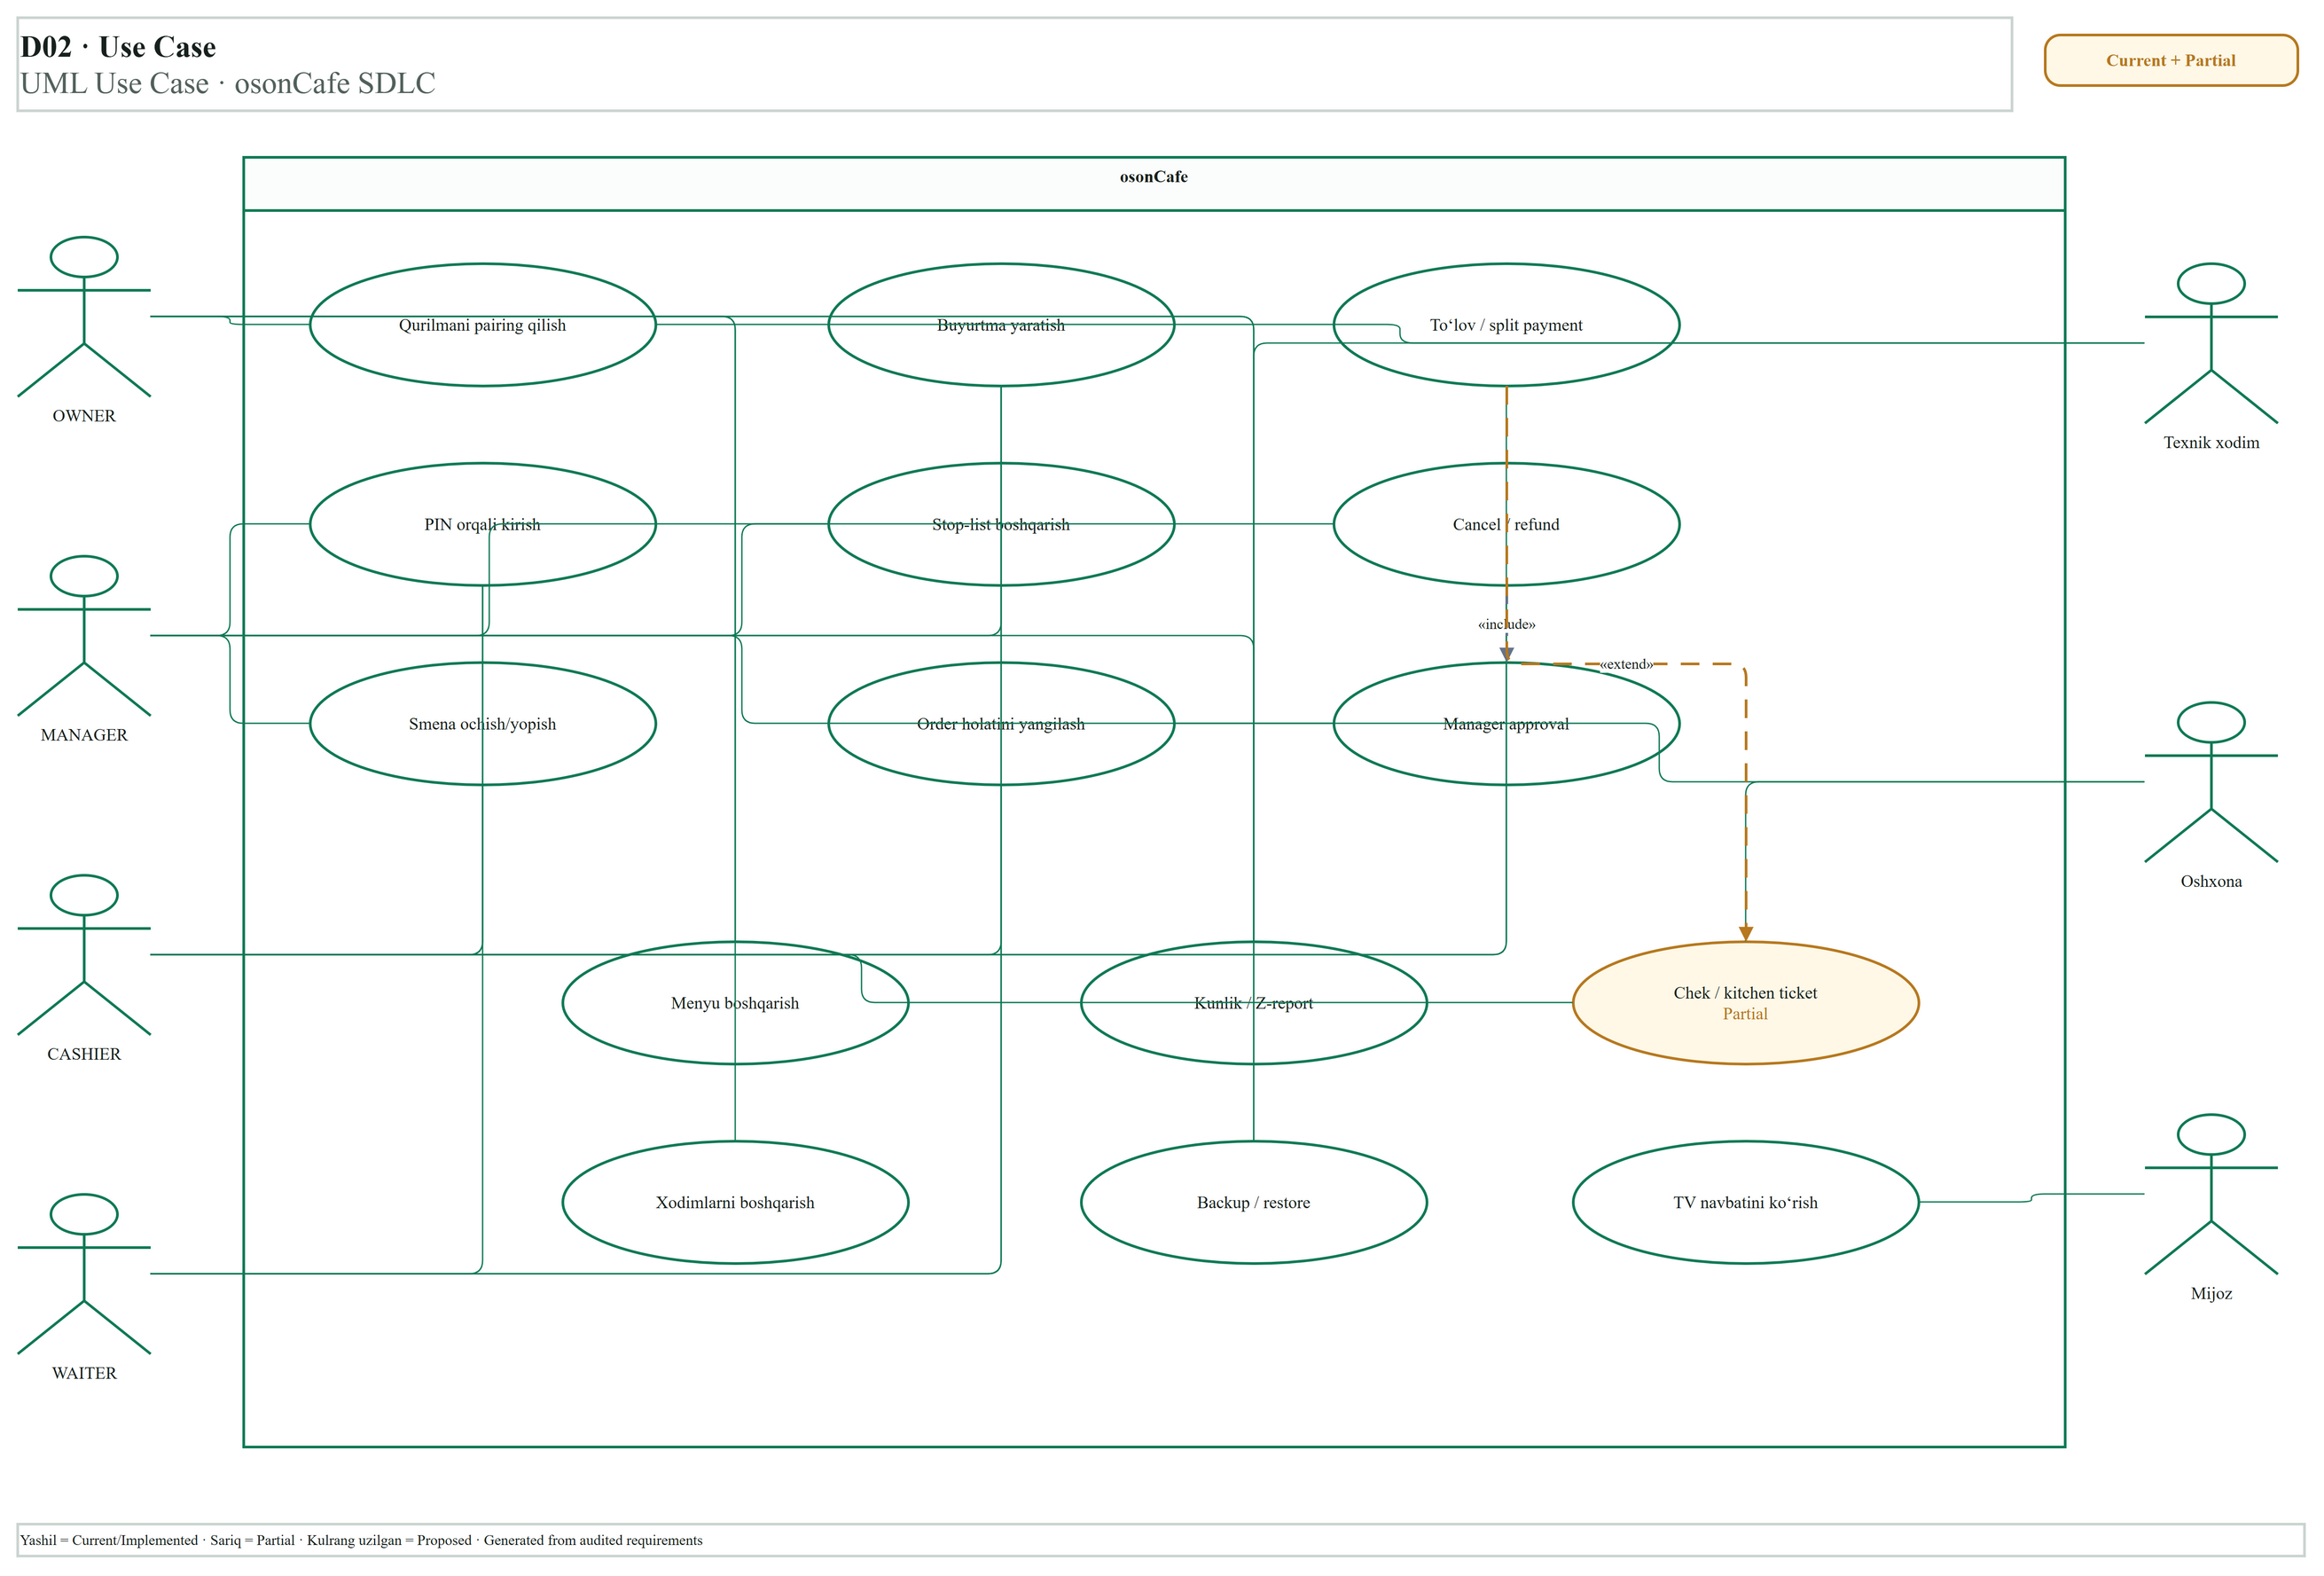 D02 · Use Case
UML Use Case · osonCafe SDLC
Current + Partial
osonCafe
OWNER
MANAGER
CASHIER
WAITER
Qurilmani pairing qilish
Buyurtma yaratish
To‘lov / split payment
PIN orqali kirish
Stop-list boshqarish
Cancel / refund
«include»
«extend»
Smena ochish/yopish
Order holatini yangilash
Manager approval
Menyu boshqarish
Kunlik / Z-report
Chek / kitchen ticket
Partial
Xodimlarni boshqarish
Backup / restore
TV navbatini ko‘rish
Texnik xodim
Oshxona
Mijoz
Yashil = Current/Implemented · Sariq = Partial · Kulrang uzilgan = Proposed · Generated from audited requirements